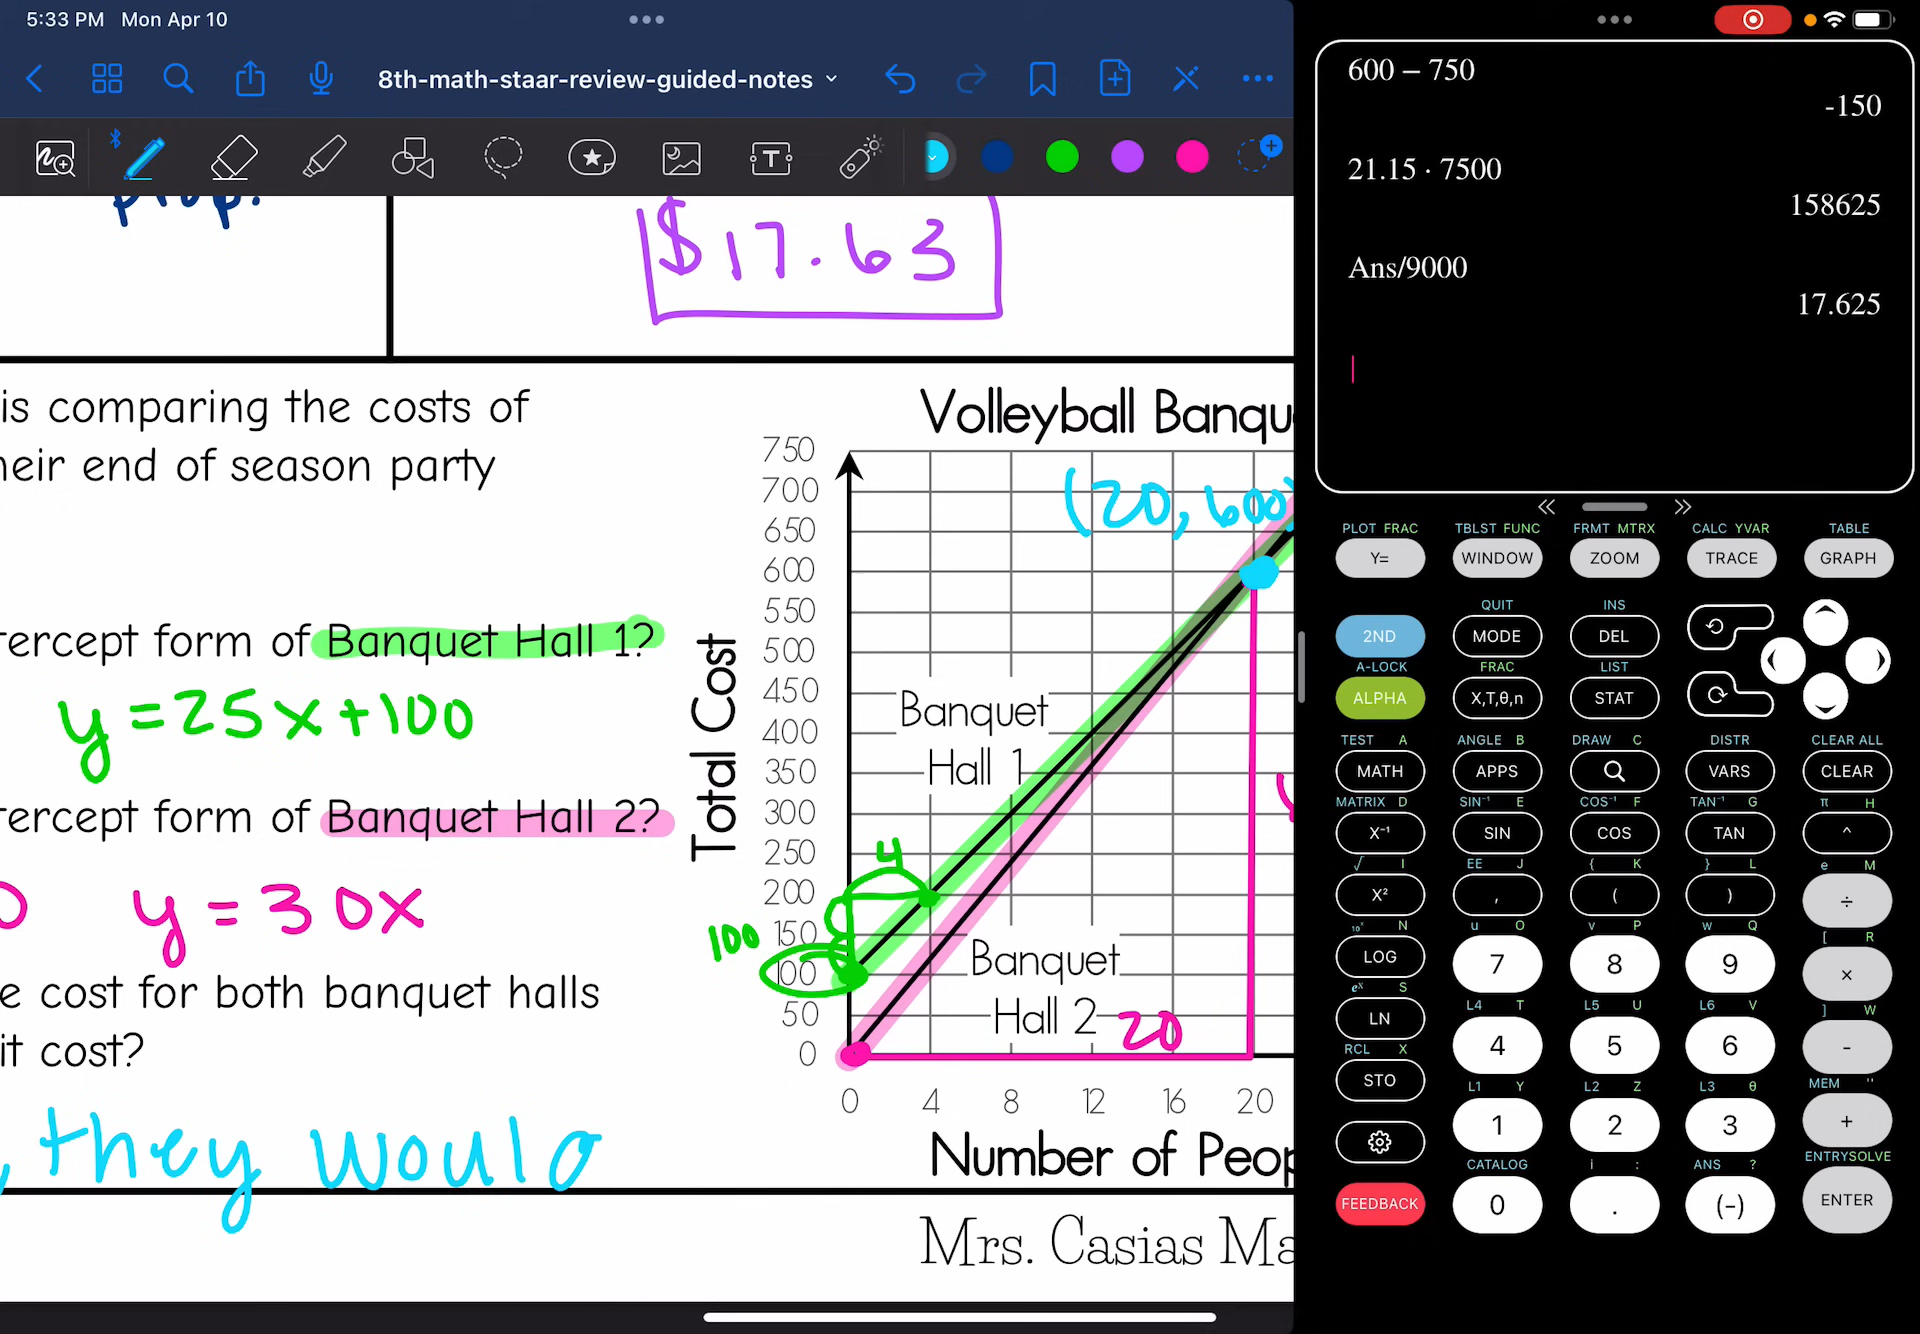 5:33 PM Mon Apr 10
8th-math-staar-review-guided-notes
prop.
$17.63
is comparing the costs of
heir end of season party
tercept form of Banquet Hall 1?
y = 25x + 100
tercept form of Banquet Hall 2?
y = 30x
e cost for both banquet halls
it cost?
, they would
Volleyball Banqu
(20, 600)
Total Cost
750
700
650
600
550
500
450
400
350
300
250
200
150
100
50
0
Banquet
Hall 1
4
100
Banquet
Hall 2
20
0 4 8 12 16 20
Number of Peop
Mrs. Casias Ma
600 – 750
-150
21.15 · 7500
158625
Ans/9000
17.625
PLOT FRAC TBLST FUNC FRMT MTRX CALC YVAR TABLE
Y= WINDOW ZOOM TRACE GRAPH
QUIT INS
2ND MODE DEL
A-LOCK FRAC LIST
ALPHA X,T,θ,n STAT
TEST A ANGLE B DRAW C DISTR CLEAR ALL
MATH APPS VARS CLEAR
MATRIX D SIN⁻¹ E COS⁻¹ F TAN⁻¹ G π H
X⁻¹ SIN COS TAN ^
√ I EE J { K } L e M
X² , ( ) ÷
10ˣ N u O v P w Q [ R
LOG 7 8 9 ×
eˣ S L4 T L5 U L6 V ] W
LN 4 5 6 -
RCL X L1 Y L2 Z L3 θ MEM "
STO 1 2 3 +
CATALOG i : ANS ? ENTRY SOLVE
FEEDBACK 0 . (-) ENTER